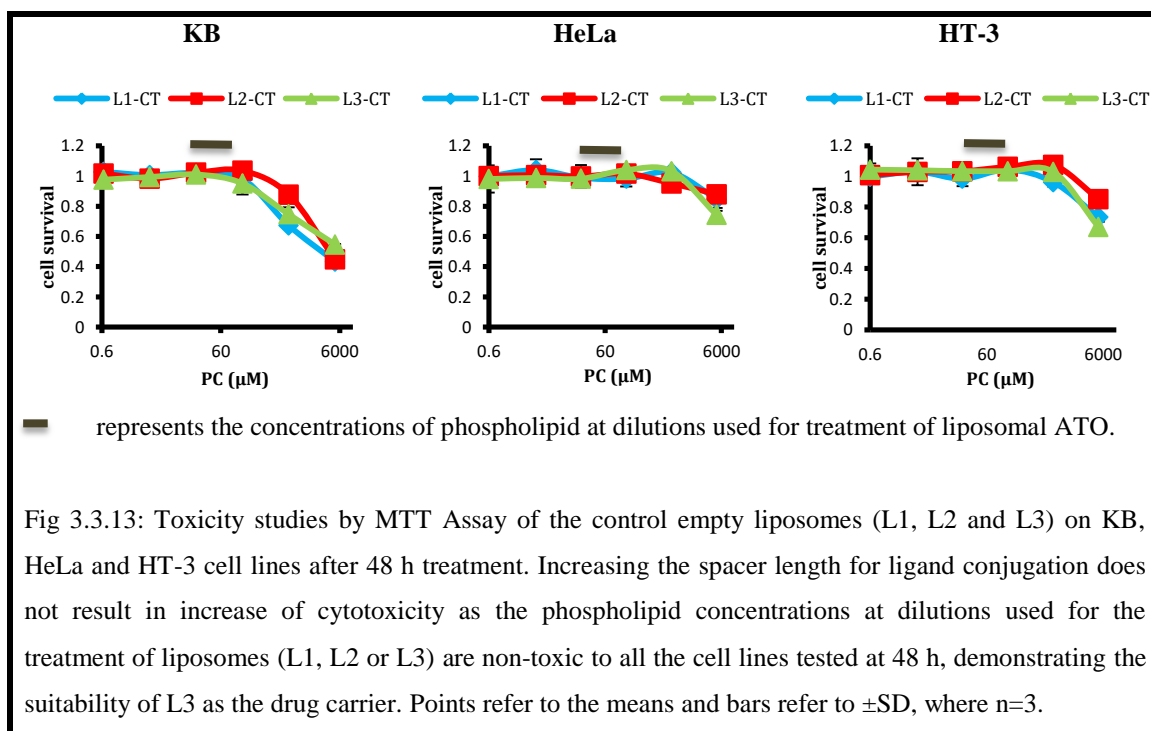 KB HeLa HT-3
L1-CT L2-CT L3-CT L1-CT L2-CT L3-CT L1-CT L2-CT L3-CT
cell survival
1.2
1
0.8
0.6
0.4
0.2
0
0.6 60 6000
PC (µM)
cell survival
1.2
1
0.8
0.6
0.4
0.2
0
0.6 60 6000
PC (µM)
cell survival
1.2
1
0.8
0.6
0.4
0.2
0
0.6 60 6000
PC (µM)
represents the concentrations of phospholipid at dilutions used for treatment of liposomal ATO.
Fig 3.3.13: Toxicity studies by MTT Assay of the control empty liposomes (L1, L2 and L3) on KB,
HeLa and HT-3 cell lines after 48 h treatment. Increasing the spacer length for ligand conjugation does
not result in increase of cytotoxicity as the phospholipid concentrations at dilutions used for the
treatment of liposomes (L1, L2 or L3) are non-toxic to all the cell lines tested at 48 h, demonstrating the
suitability of L3 as the drug carrier. Points refer to the means and bars refer to ±SD, where n=3.